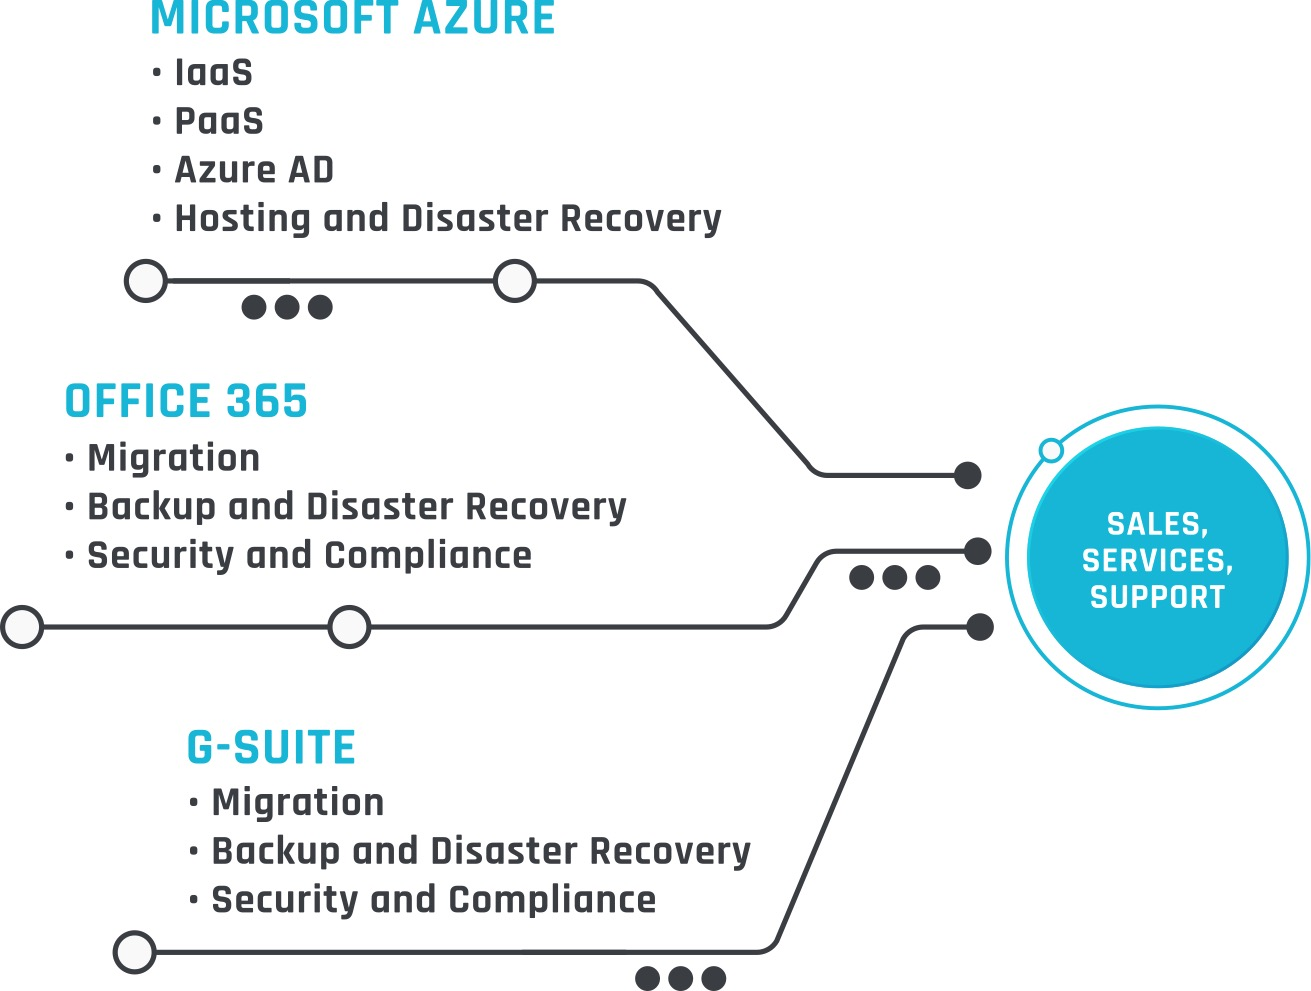 MICROSOFT AZURE
• IaaS
• PaaS
• Azure AD
• Hosting and Disaster Recovery
OFFICE 365
• Migration
• Backup and Disaster Recovery
• Security and Compliance
SALES,
SERVICES,
SUPPORT
G-SUITE
• Migration
• Backup and Disaster Recovery
• Security and Compliance